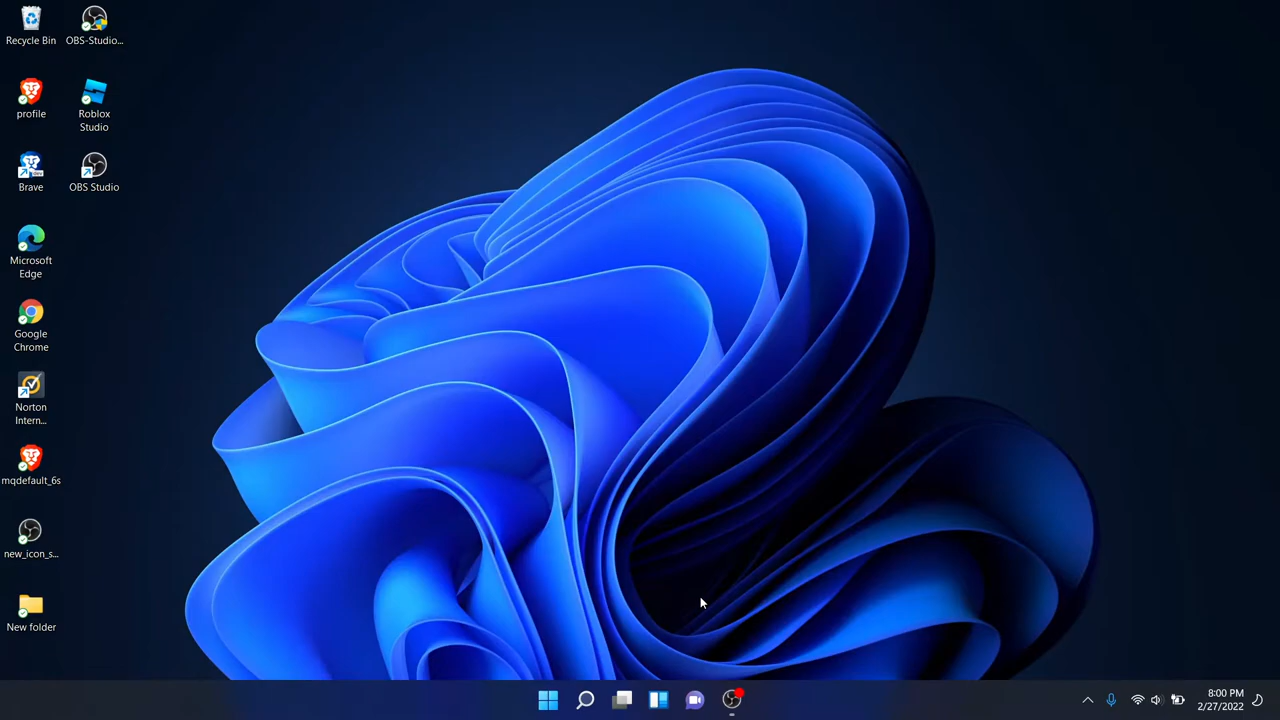 Recycle Bin
OBS-Studio...
profile
Roblox
Studio
Brave
OBS Studio
Microsoft
Edge
Google
Chrome
Norton
Intern...
mqdefault_6s
new_icon_s...
New folder
8:00 PM
2/27/2022